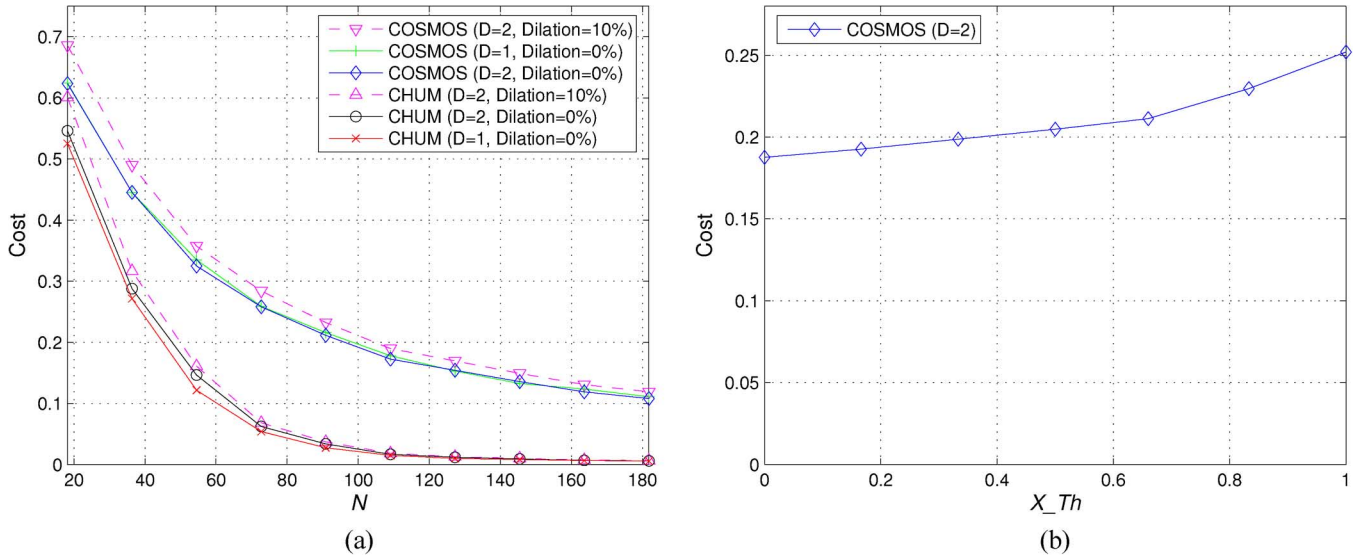 COSMOS (D=2, Dilation=10%)
COSMOS (D=1, Dilation=0%)
COSMOS (D=2, Dilation=0%)
CHUM (D=2, Dilation=10%)
CHUM (D=2, Dilation=0%)
CHUM (D=1, Dilation=0%)
0.7
0.6
0.5
0.4
0.3
0.2
0.1
0
Cost
20 40 60 80 100 120 140 160 180
N
(a)
COSMOS (D=2)
0.25
0.2
0.15
0.1
0.05
0
Cost
0 0.2 0.4 0.6 0.8 1
X_Th
(b)